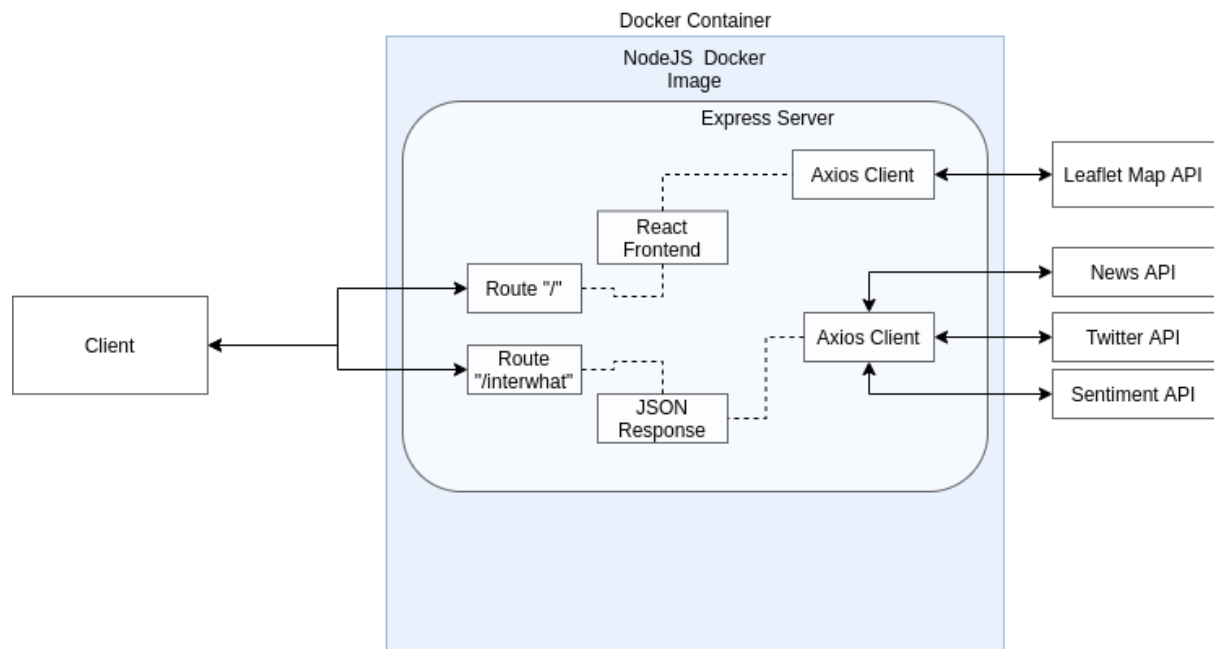 Docker Container
NodeJS Docker
Image
Express Server
Axios Client
Leaflet Map API
React
Frontend
News API
Route "/"
Client
Axios Client
Twitter API
Route
"/interwhat"
Sentiment API
JSON
Response